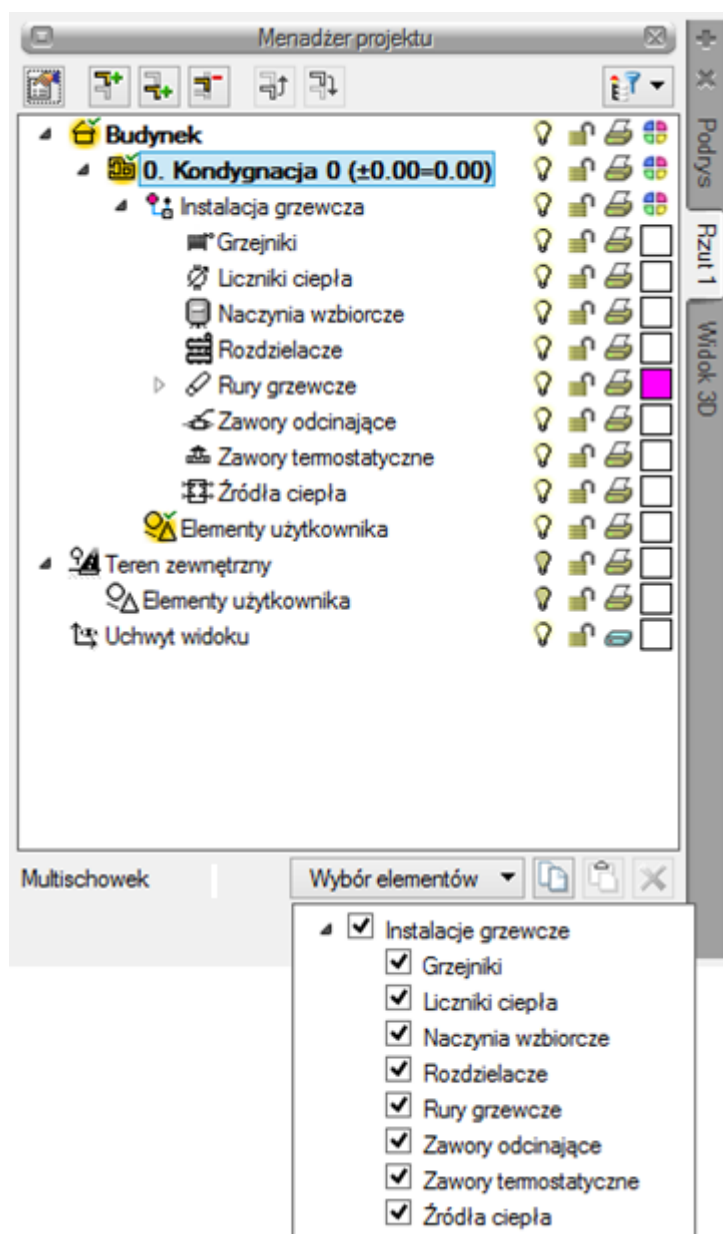 Menadżer projektu
Budynek
0. Kondygnacja 0 (±0.00=0.00)
Instalacja grzewcza
Grzejniki
Liczniki ciepła
Naczynia wzbiorcze
Rozdzielacze
Rury grzewcze
Zawory odcinające
Zawory termostatyczne
Źródła ciepła
Elementy użytkownika
Teren zewnętrzny
Elementy użytkownika
Uchwyt widoku
Podrys
Rzut 1
Widok 3D
Multischowek
Wybór elementów
Instalacje grzewcze
Grzejniki
Liczniki ciepła
Naczynia wzbiorcze
Rozdzielacze
Rury grzewcze
Zawory odcinające
Zawory termostatyczne
Źródła ciepła